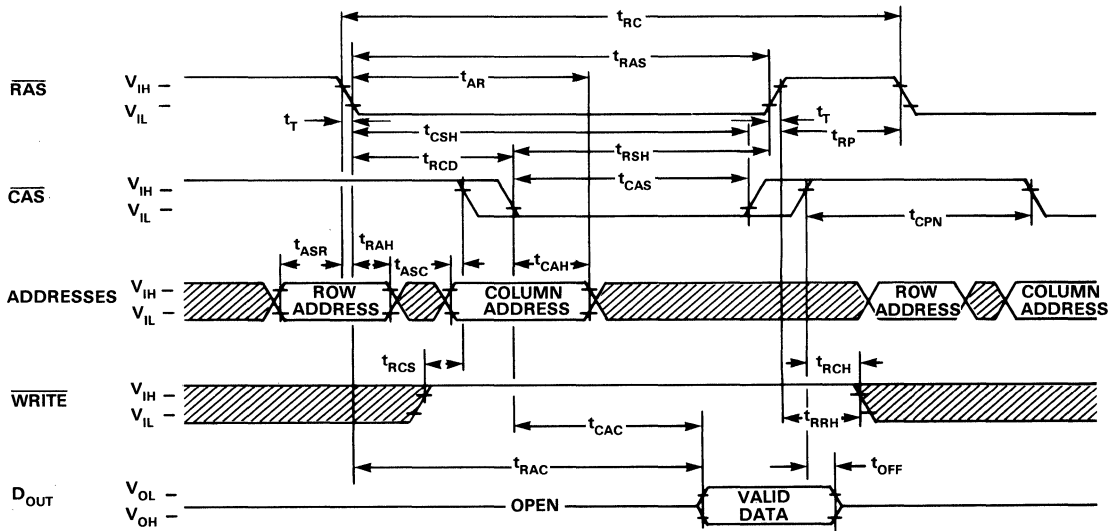 tRC
tRAS
RAS
VIH
VIL
tAR
tT
tCSH
tT
tRP
tRCD
tRSH
CAS
VIH
VIL
tCAS
tCPN
tASR
tRAH
tASC
tCAH
ADDRESSES
VIH
VIL
ROW
ADDRESS
COLUMN
ADDRESS
ROW
ADDRESS
COLUMN
ADDRESS
tRCS
tRCH
WRITE
VIH
VIL
tRRH
tCAC
tRAC
tOFF
DOUT
VOL
VOH
OPEN
VALID
DATA